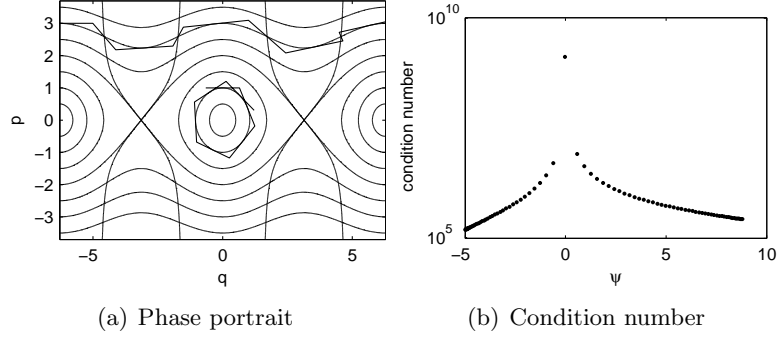 3
2
1
0
−1
−2
−3
p
−5
0
5
q
(a) Phase portrait
10^10
10^5
condition number
−5
0
5
10
ψ
(b) Condition number